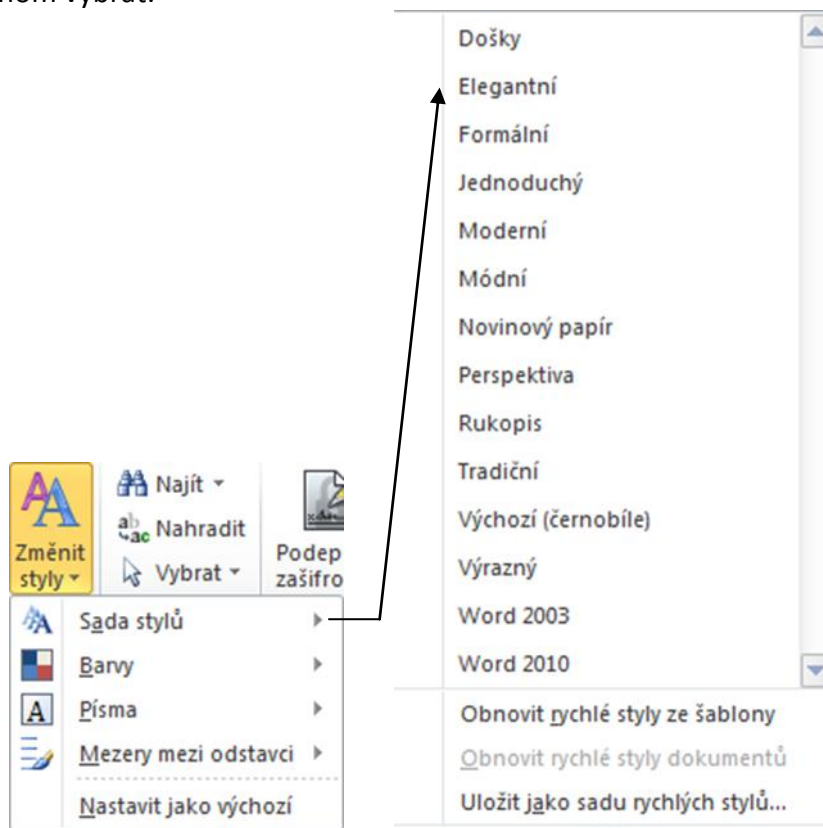 Došky
Elegantní
Formální
Jednoduchý
Moderní
Módní
Novinový papír
Perspektiva
Rukopis
Tradiční
Výchozí (černobíle)
Výrazný
Word 2003
Word 2010
Obnovit rychlé styly ze šablony
Obnovit rychlé styly dokumentů
Uložit jako sadu rychlých stylů...
Změnit
styly
Najít
Nahradit
Vybrat
Podep
zašifro
Sada stylů
Barvy
Písma
Mezery mezi odstavci
Nastavit jako výchozí